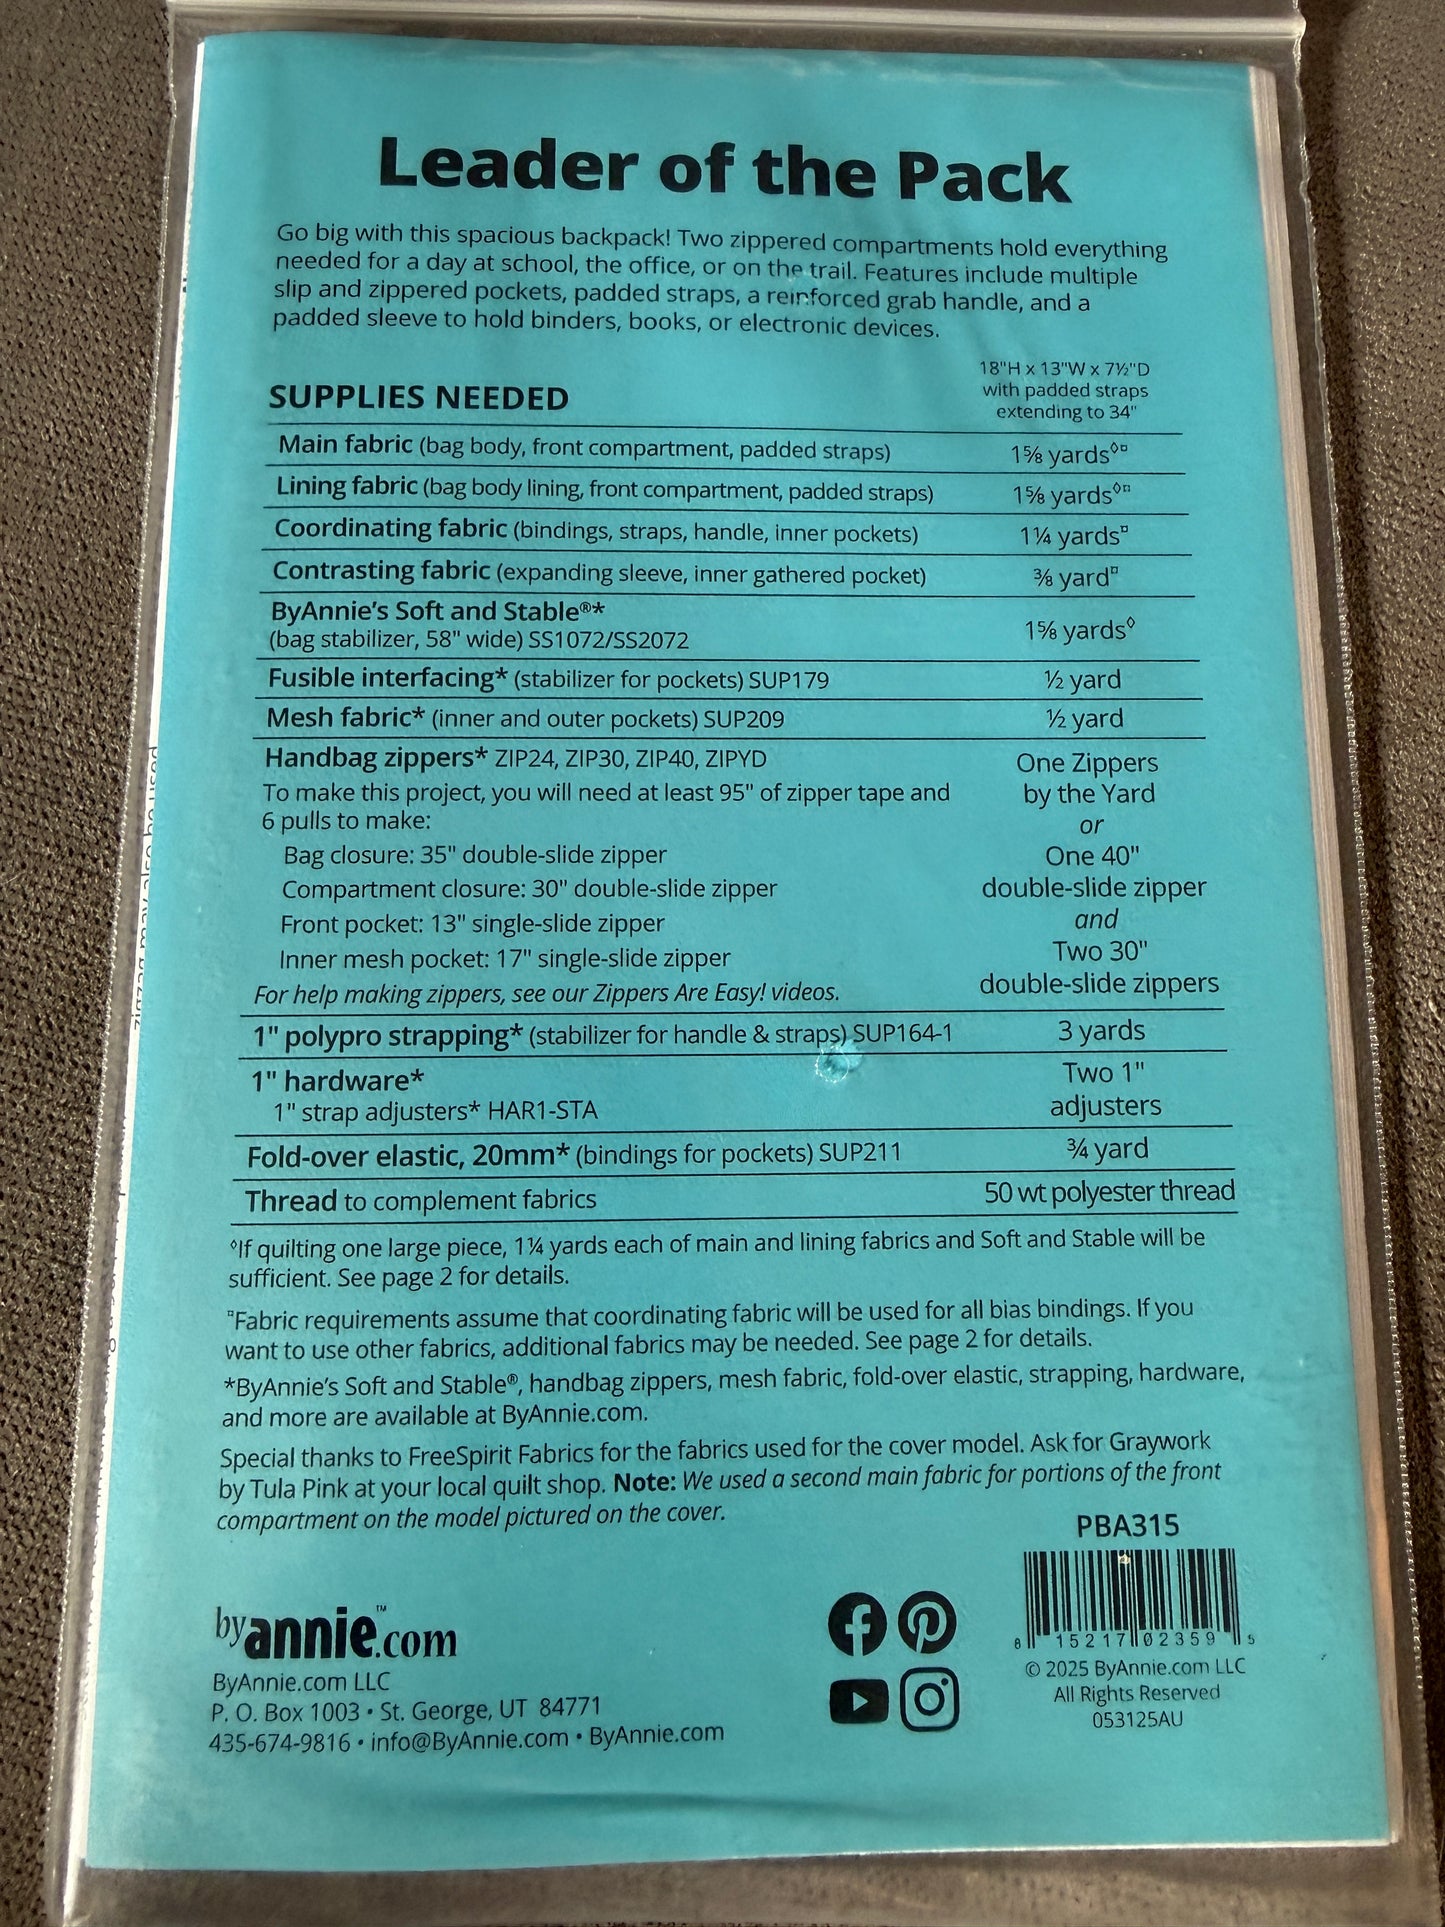 Leader of the Pack
Go big with this spacious backpack! Two zippered compartments hold everything
needed for a day at school, the office, or on the trail. Features include multiple
slip and zippered pockets, padded straps, a reinforced grab handle, and a
padded sleeve to hold binders, books, or electronic devices.
18"H x 13"W x 7½"D
with padded straps
extending to 34"
SUPPLIES NEEDED
Main fabric (bag body, front compartment, padded straps) 1⅝ yards◊¤
Lining fabric (bag body lining, front compartment, padded straps) 1⅝ yards◊¤
Coordinating fabric (bindings, straps, handle, inner pockets) 1¼ yards¤
Contrasting fabric (expanding sleeve, inner gathered pocket) ⅜ yard¤
ByAnnie's Soft and Stable®*
(bag stabilizer, 58" wide) SS1072/SS2072 1⅝ yards◊
Fusible interfacing* (stabilizer for pockets) SUP179 ½ yard
Mesh fabric* (inner and outer pockets) SUP209 ½ yard
Handbag zippers* ZIP24, ZIP30, ZIP40, ZIPYD
To make this project, you will need at least 95" of zipper tape and
6 pulls to make:
Bag closure: 35" double-slide zipper
Compartment closure: 30" double-slide zipper
Front pocket: 13" single-slide zipper
Inner mesh pocket: 17" single-slide zipper
For help making zippers, see our Zippers Are Easy! videos.
One Zippers
by the Yard
or
One 40"
double-slide zipper
and
Two 30"
double-slide zippers
1" polypro strapping* (stabilizer for handle & straps) SUP164-1 3 yards
1" hardware*
1" strap adjusters* HAR1-STA
Two 1"
adjusters
Fold-over elastic, 20mm* (bindings for pockets) SUP211 ¾ yard
Thread to complement fabrics 50 wt polyester thread
◊If quilting one large piece, 1¼ yards each of main and lining fabrics and Soft and Stable will be
sufficient. See page 2 for details.
¤Fabric requirements assume that coordinating fabric will be used for all bias bindings. If you
want to use other fabrics, additional fabrics may be needed. See page 2 for details.
*ByAnnie's Soft and Stable®, handbag zippers, mesh fabric, fold-over elastic, strapping, hardware,
and more are available at ByAnnie.com.
Special thanks to FreeSpirit Fabrics for the fabrics used for the cover model. Ask for Graywork
by Tula Pink at your local quilt shop. Note: We used a second main fabric for portions of the front
compartment on the model pictured on the cover.
PBA315
8 15217 02359 5
© 2025 ByAnnie.com LLC
All Rights Reserved
053125AU
byannie™.com
ByAnnie.com LLC
P. O. Box 1003 • St. George, UT 84771
435-674-9816 • info@ByAnnie.com • ByAnnie.com
zigzag may also be used